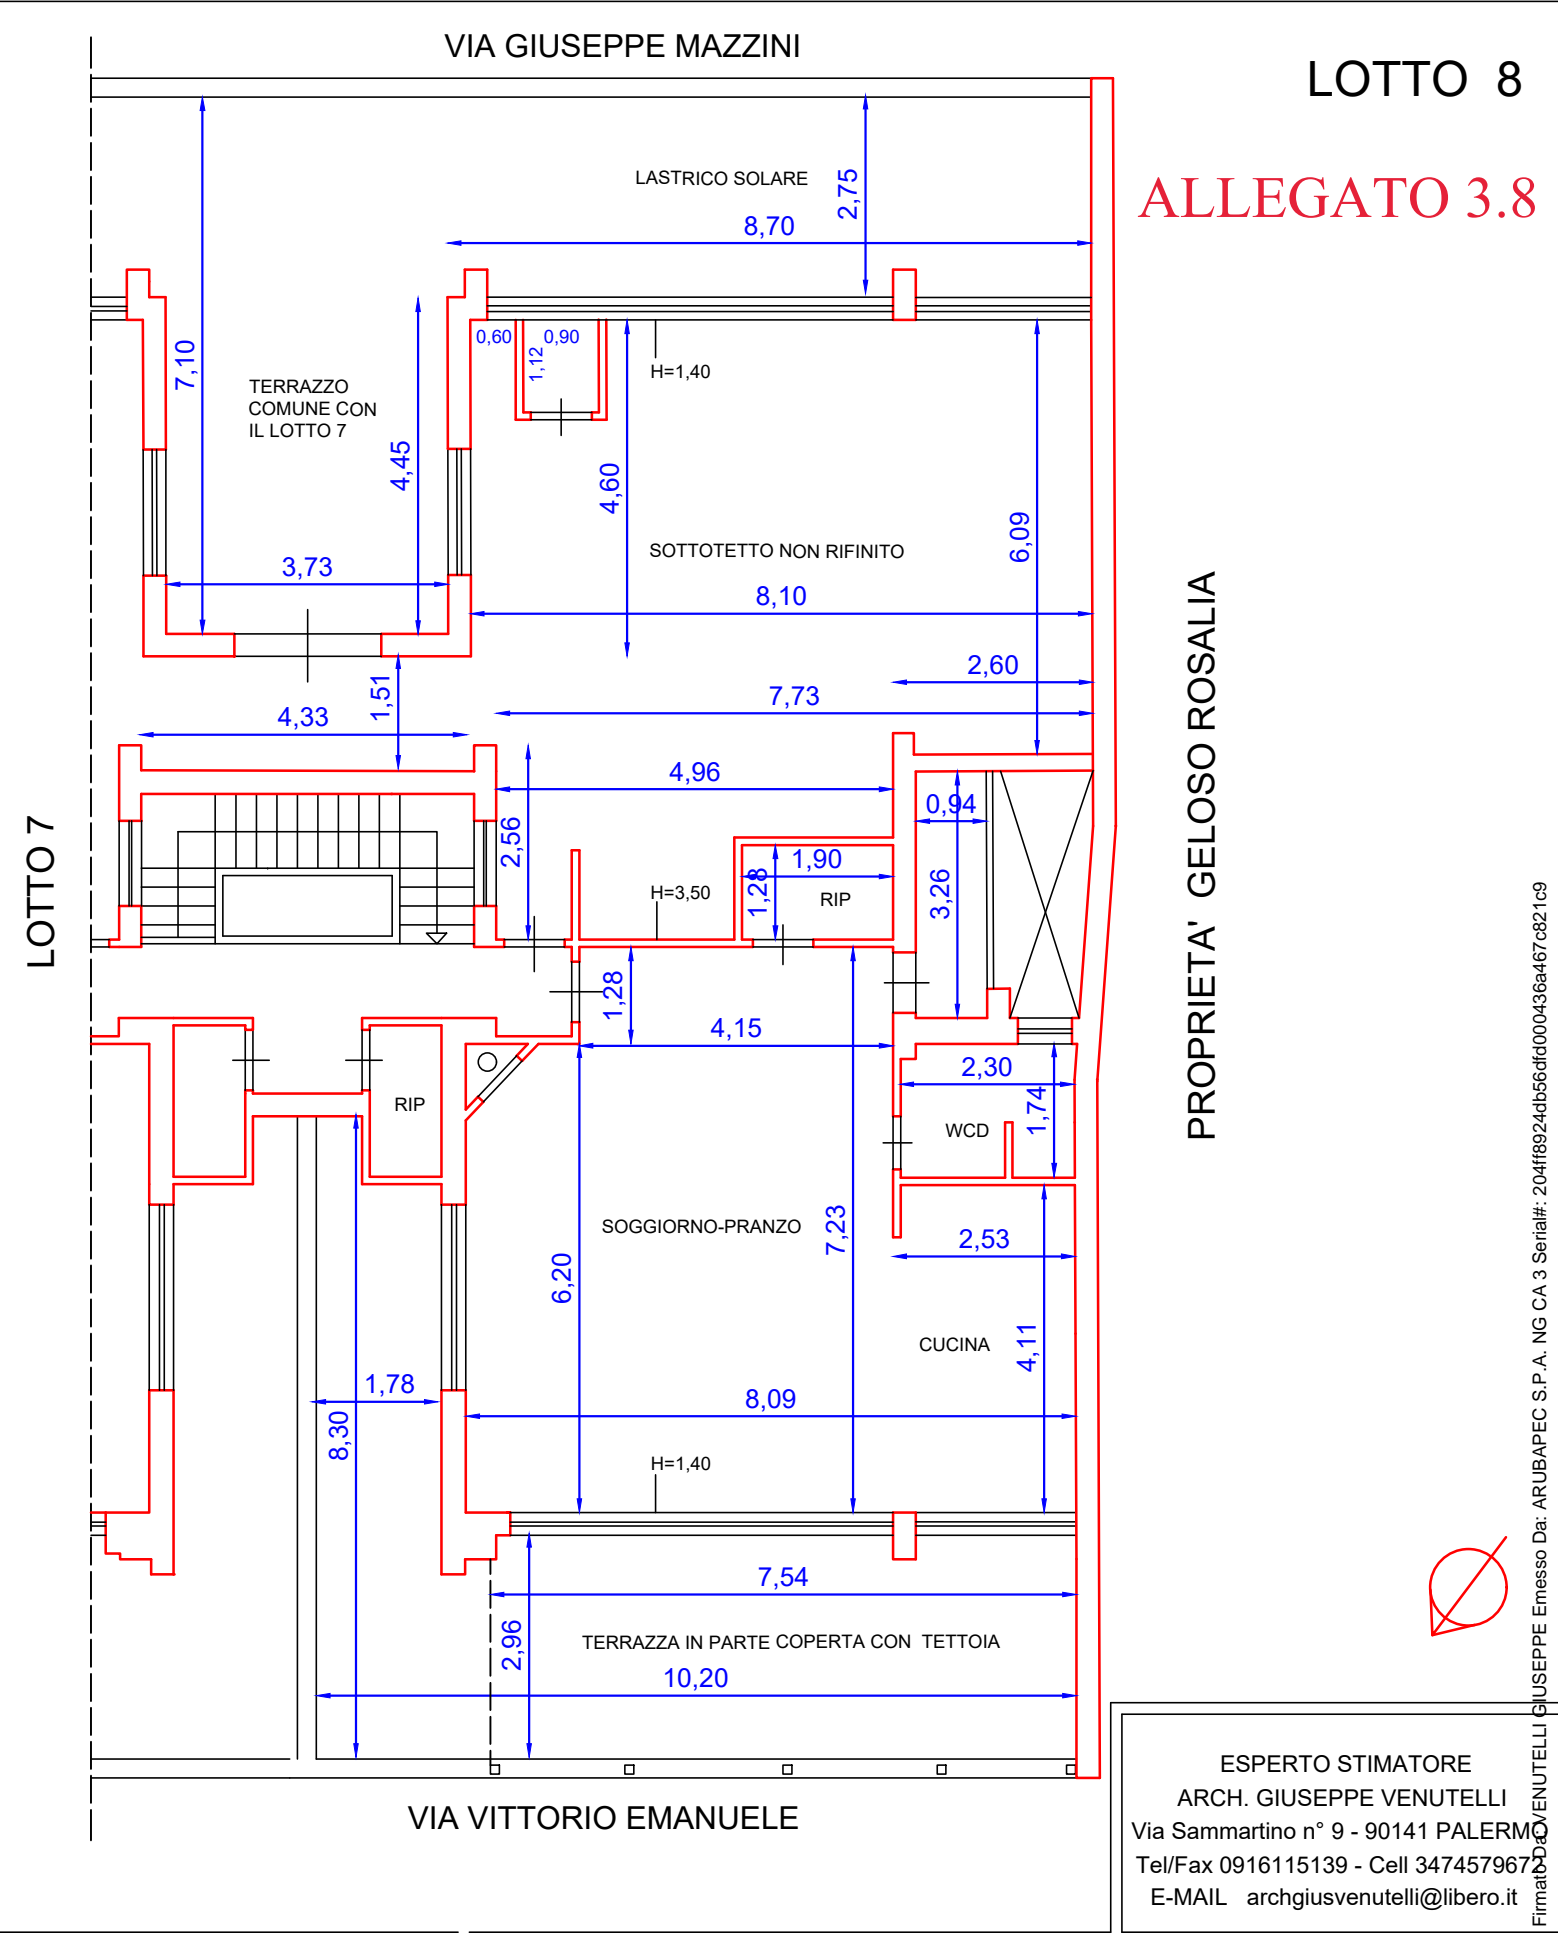 VIA GIUSEPPE MAZZINI
LOTTO 8
ALLEGATO 3.8
LASTRICO SOLARE
2,75
8,70
7,10
0,60
0,90
1,12
H=1,40
TERRAZZO
COMUNE CON
IL LOTTO 7
4,45
4,60
6,09
SOTTOTETTO NON RIFINITO
3,73
8,10
2,60
1,51
7,73
4,33
4,96
0,94
2,56
1,90
1,28
H=3,50
RIP
3,26
LOTTO 7
PROPRIETA' GELOSO ROSALIA
1,28
4,15
2,30
1,74
RIP
WCD
SOGGIORNO-PRANZO
7,23
2,53
6,20
CUCINA
4,11
1,78
8,09
8,30
H=1,40
7,54
2,96
TERRAZZA IN PARTE COPERTA CON TETTOIA
10,20
VIA VITTORIO EMANUELE
ESPERTO STIMATORE
ARCH. GIUSEPPE VENUTELLI
Via Sammartino n° 9 - 90141 PALERMO
Tel/Fax 0916115139 - Cell 3474579672
E-MAIL archgiusvenutelli@libero.it
Firmato Da: VENUTELLI GIUSEPPE Emesso Da: ARUBAPEC S.P.A. NG CA 3 Serial#: 204ff8924db56dfd000436a467c821c9